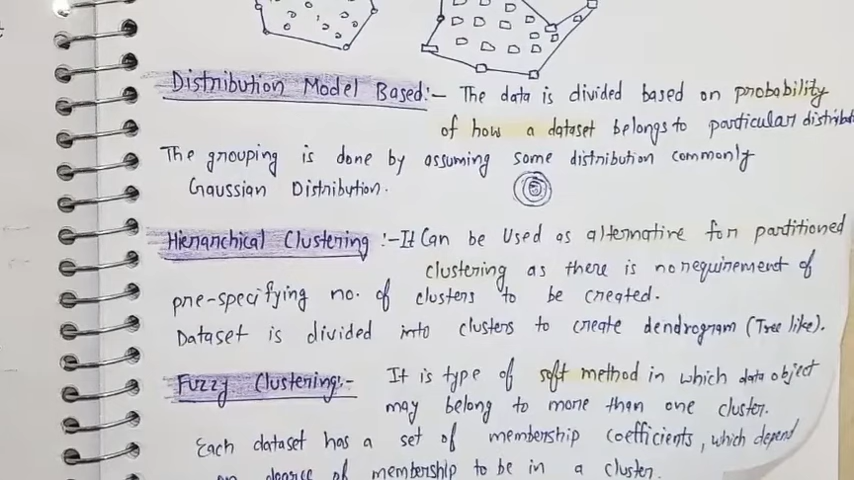 Distribution Model Based:- The data is divided based on probability
of how a dataset belongs to particular
The grouping is done by assuming some distribution commonly
Gaussian Distribution.
Hierarchical Clustering :- It Can be Used as alternative for partitioned
clustering as there is no requirement of
pre-specifying no. of clusters to be created.
Dataset is divided into clusters to create dendrogram (Tree like).
Fuzzy Clustering:- It is type of soft method in which data object
may belong to more than one cluster.
Each dataset has a set of membership coefficients, which depend
on degree of membership to be in a cluster.